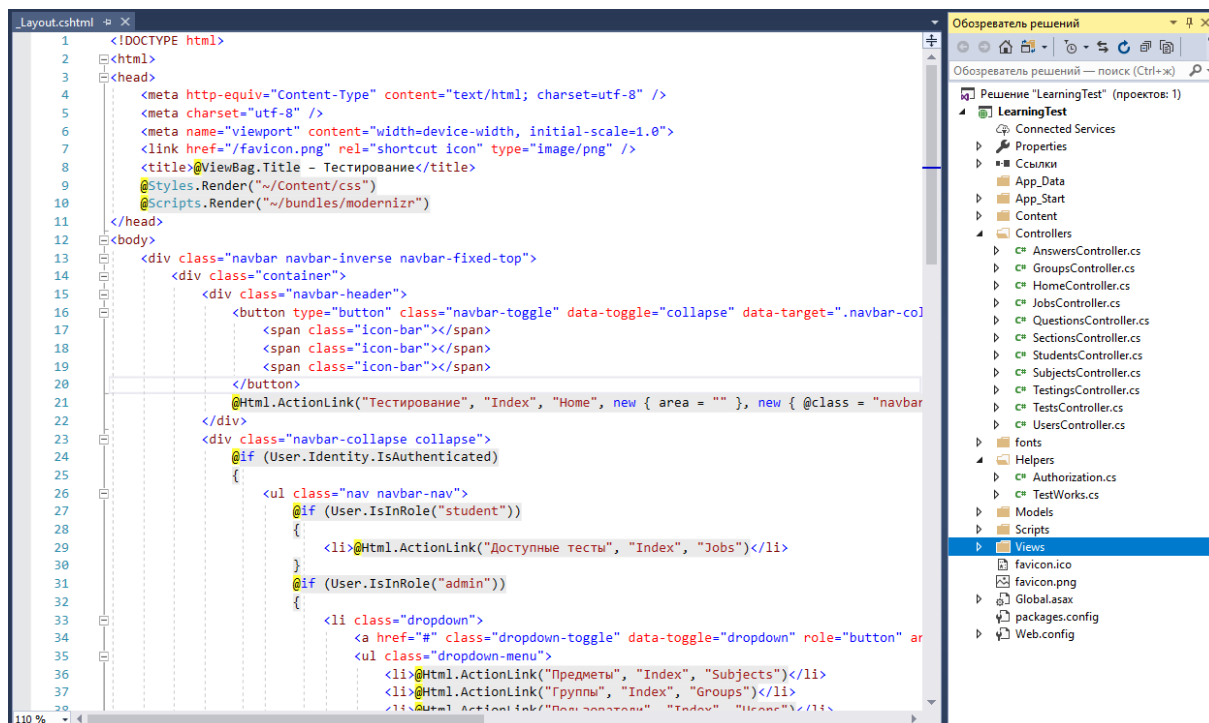 _Layout.cshtml
1 <!DOCTYPE html>
2 <html>
3 <head>
4 <meta http-equiv="Content-Type" content="text/html; charset=utf-8" />
5 <meta charset="utf-8" />
6 <meta name="viewport" content="width=device-width, initial-scale=1.0">
7 <link href="/favicon.png" rel="shortcut icon" type="image/png" />
8 <title>@ViewBag.Title – Тестирование</title>
9 @Styles.Render("~/Content/css")
10 @Scripts.Render("~/bundles/modernizr")
11 </head>
12 <body>
13 <div class="navbar navbar-inverse navbar-fixed-top">
14 <div class="container">
15 <div class="navbar-header">
16 <button type="button" class="navbar-toggle" data-toggle="collapse" data-target=".navbar-col
17 <span class="icon-bar"></span>
18 <span class="icon-bar"></span>
19 <span class="icon-bar"></span>
20 </button>
21 @Html.ActionLink("Тестирование", "Index", "Home", new { area = "" }, new { @class = "navbar
22 </div>
23 <div class="navbar-collapse collapse">
24 @if (User.Identity.IsAuthenticated)
25 {
26 <ul class="nav navbar-nav">
27 @if (User.IsInRole("student"))
28 {
29 <li>@Html.ActionLink("Доступные тесты", "Index", "Jobs")</li>
30 }
31 @if (User.IsInRole("admin"))
32 {
33 <li class="dropdown">
34 <a href="#" class="dropdown-toggle" data-toggle="dropdown" role="button" ar
35 <ul class="dropdown-menu">
36 <li>@Html.ActionLink("Предметы", "Index", "Subjects")</li>
37 <li>@Html.ActionLink("Группы", "Index", "Groups")</li>
38 <li>@Html.ActionLink("Пользователи", "Index", "Users")</li>
110 %
Обозреватель решений
Обозреватель решений — поиск (Ctrl+ж)
Решение "LearningTest" (проектов: 1)
LearningTest
Connected Services
Properties
Ссылки
App_Data
App_Start
Content
Controllers
C# AnswersController.cs
C# GroupsController.cs
C# HomeController.cs
C# JobsController.cs
C# QuestionsController.cs
C# SectionsController.cs
C# StudentsController.cs
C# SubjectsController.cs
C# TestingsController.cs
C# TestsController.cs
C# UsersController.cs
fonts
Helpers
C# Authorization.cs
C# TestWorks.cs
Models
Scripts
Views
favicon.ico
favicon.png
Global.asax
packages.config
Web.config